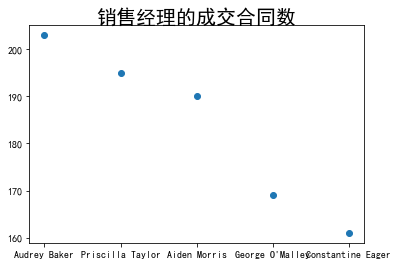 销售经理的成交合同数
200
190
180
170
160
Audrey Baker Priscilla Taylor Aiden Morris George O'Malley Constantine Eager